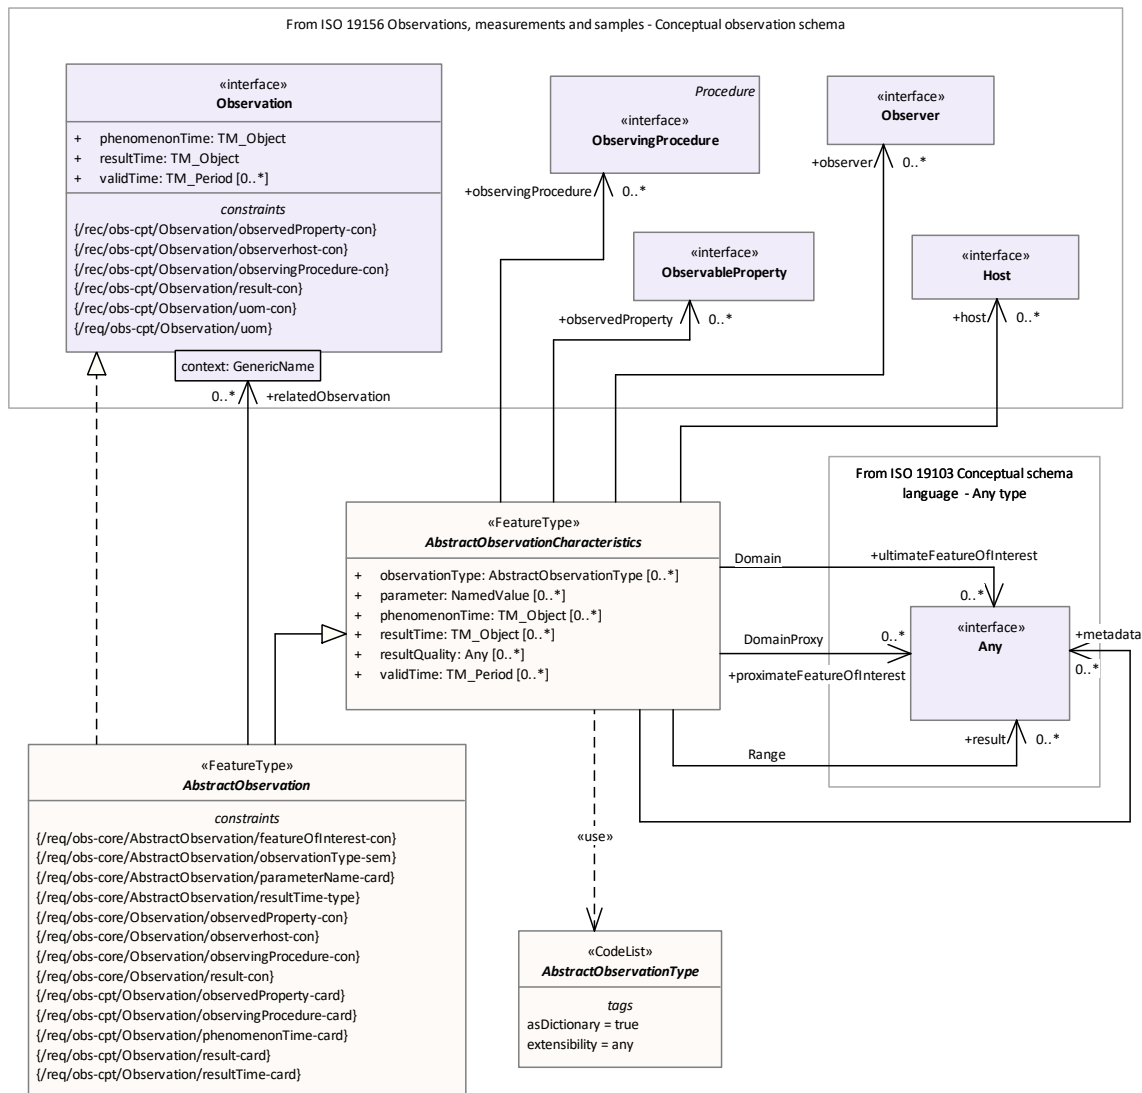 From ISO 19156 Observations, measurements and samples - Conceptual observation schema
«interface»
Observation
+ phenomenonTime: TM_Object
+ resultTime: TM_Object
+ validTime: TM_Period [0..*]
constraints
{/rec/obs-cpt/Observation/observedProperty-con}
{/rec/obs-cpt/Observation/observerhost-con}
{/rec/obs-cpt/Observation/observingProcedure-con}
{/rec/obs-cpt/Observation/result-con}
{/rec/obs-cpt/Observation/uom-con}
{/req/obs-cpt/Observation/uom}
context: GenericName
0..* +relatedObservation
Procedure
«interface»
ObservingProcedure
+observingProcedure 0..*
«interface»
Observer
+observer 0..*
«interface»
ObservableProperty
+observedProperty 0..*
«interface»
Host
+host 0..*
From ISO 19103 Conceptual schema
language - Any type
«FeatureType»
AbstractObservationCharacteristics
+ observationType: AbstractObservationType [0..*]
+ parameter: NamedValue [0..*]
+ phenomenonTime: TM_Object [0..*]
+ resultTime: TM_Object [0..*]
+ resultQuality: Any [0..*]
+ validTime: TM_Period [0..*]
Domain
+ultimateFeatureOfInterest
0..*
DomainProxy
0..*
+proximateFeatureOfInterest
«interface»
Any
+metadata
0..*
+result 0..*
Range
«FeatureType»
AbstractObservation
constraints
{/req/obs-core/AbstractObservation/featureOfInterest-con}
{/req/obs-core/AbstractObservation/observationType-sem}
{/req/obs-core/AbstractObservation/parameterName-card}
{/req/obs-core/AbstractObservation/resultTime-type}
{/req/obs-core/Observation/observedProperty-con}
{/req/obs-core/Observation/observerhost-con}
{/req/obs-core/Observation/observingProcedure-con}
{/req/obs-core/Observation/result-con}
{/req/obs-cpt/Observation/observedProperty-card}
{/req/obs-cpt/Observation/observingProcedure-card}
{/req/obs-cpt/Observation/phenomenonTime-card}
{/req/obs-cpt/Observation/result-card}
{/req/obs-cpt/Observation/resultTime-card}
«use»
«CodeList»
AbstractObservationType
tags
asDictionary = true
extensibility = any